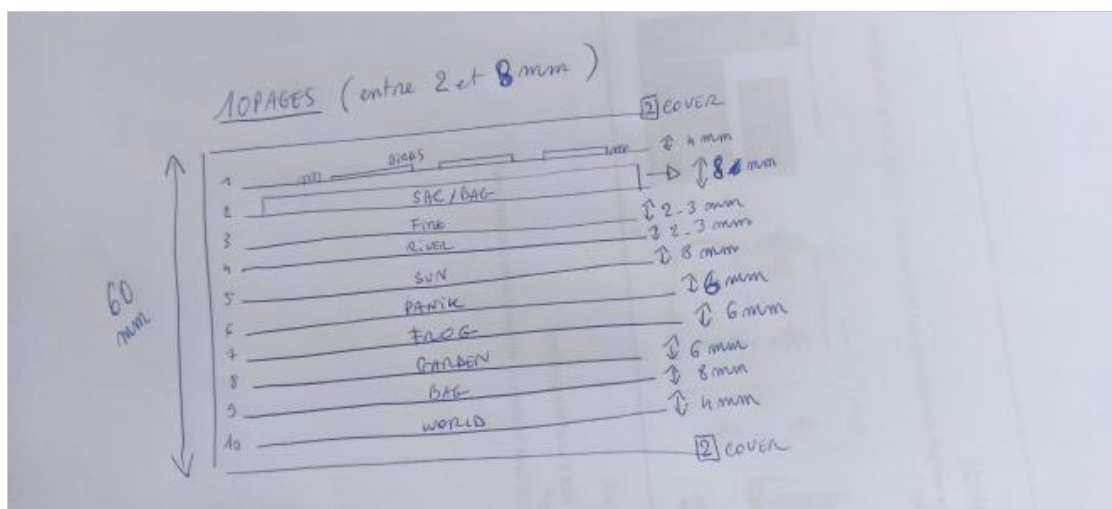 10PAGES (entre 2 et 8 mm)
2 COVER
1 BIRDS 4 mm
2 SAC/BAG 8 mm
3 FIRE 2-3 mm
4 RIVER 2-3 mm
5 SUN 8 mm
6 PANIK 6 mm
7 FROG 6 mm
8 GARDEN 6 mm
9 BAG 8 mm
10 WORLD 4 mm
2 COVER
60
mm